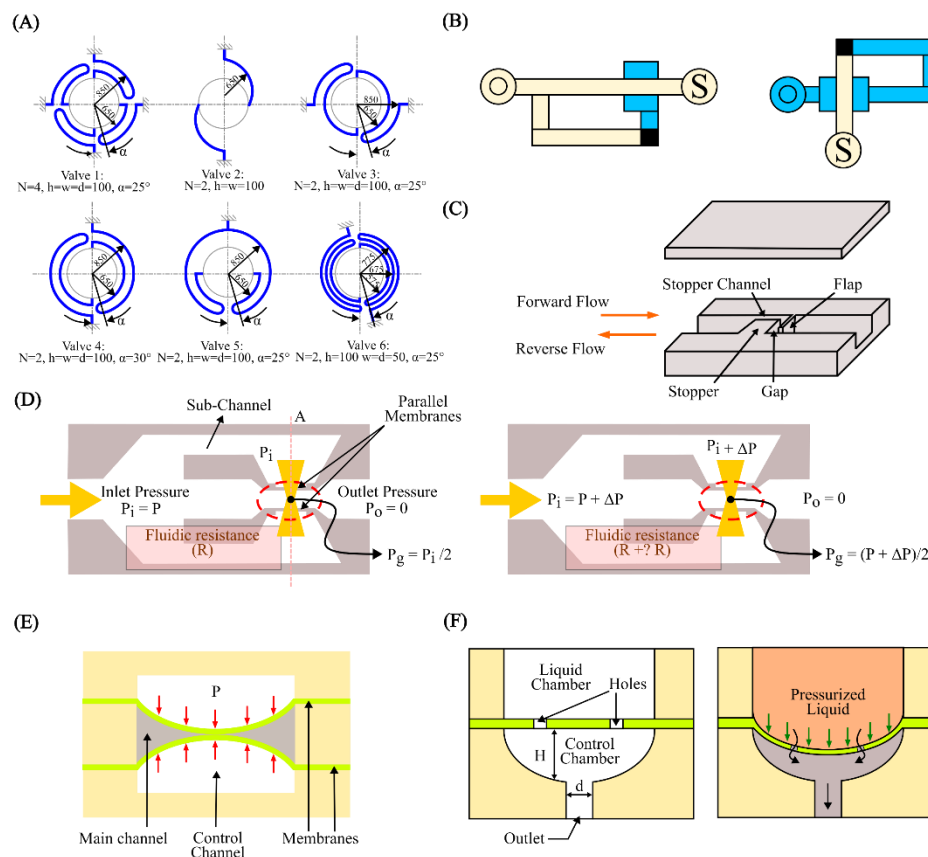 (A)
850
650
α
Valve 1:
N=4, h=w=d=100, α=25°
650
Valve 2:
N=2, h=w=100
850
650
α
Valve 3:
N=2, h=w=d=100, α=25°
850
650
α
Valve 4:
N=2, h=w=d=100, α=30°
850
650
α
Valve 5:
N=2, h=w=d=100, α=25°
775
675
575
α
Valve 6:
N=2, h=100 w=d=50, α=25°
(B)
S
S
(C)
Stopper Channel
Flap
Forward Flow
Reverse Flow
Stopper
Gap
(D)
Sub-Channel
A
Parallel
Membranes
Pi
Inlet Pressure
Pi = P
Outlet Pressure
Po = 0
Fluidic resistance
(R)
Pg = Pi /2
Pi + ΔP
Pi = P + ΔP
Po = 0
Fluidic resistance
(R +? R)
Pg = (P + ΔP)/2
(E)
P
Main channel
Control
Channel
Membranes
(F)
Liquid
Chamber
Holes
H
Control
Chamber
d
Outlet
Pressurized
Liquid